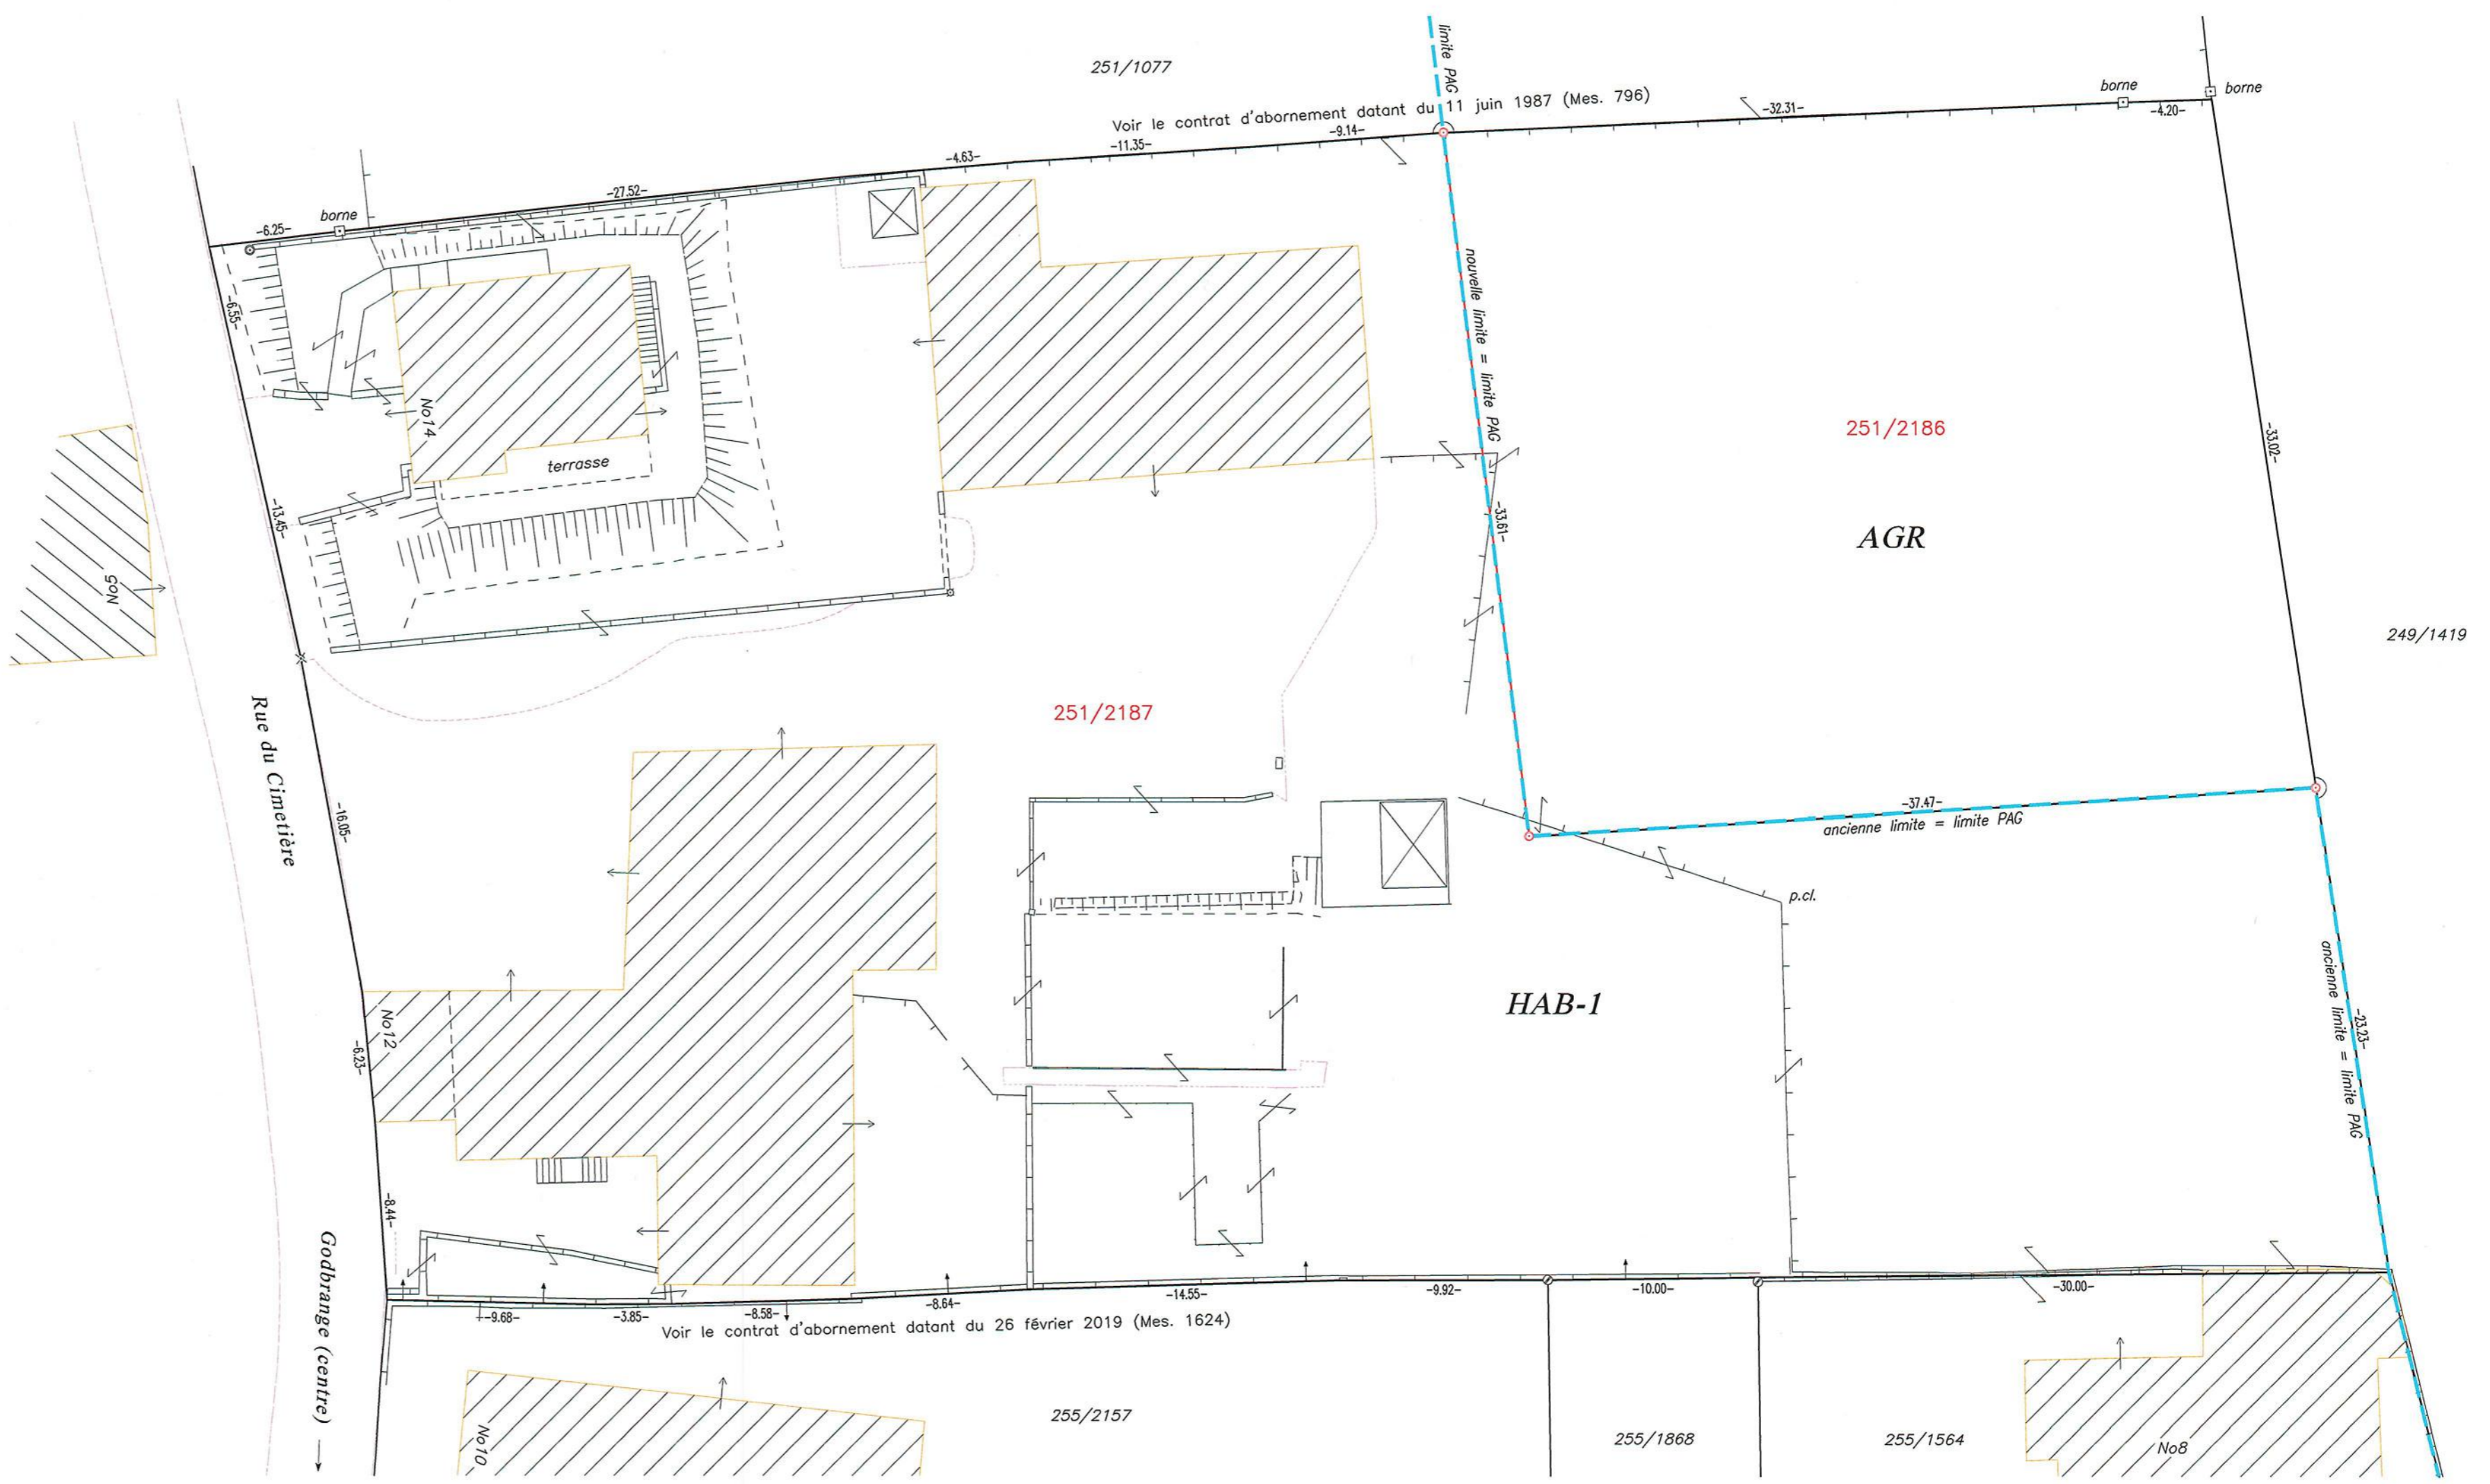 limite PAG
251/1077
Voir le contrat d'abornement datant du 11 juin 1987 (Mes. 796)
borne
borne
-32.31-
-4.20-
-9.14-
-11.35-
-4.63-
-27.52-
borne
-6.25-
-6.55-
nouvelle limite = limite PAG
No14
terrasse
251/2186
-33.02-
-13.45-
-33.61-
AGR
No5
249/1419
251/2187
Rue du Cimetière
-16.05-
-37.47-
ancienne limite = limite PAG
p.cl.
HAB-1
ancienne limite = limite PAG
-23.23-
No12
-6.23-
-8.44-
Godbrange (centre)
-9.68-
-3.85-
-8.58-
-8.64-
-14.55-
-9.92-
-10.00-
-30.00-
Voir le contrat d'abornement datant du 26 février 2019 (Mes. 1624)
255/2157
255/1868
255/1564
No10
No8